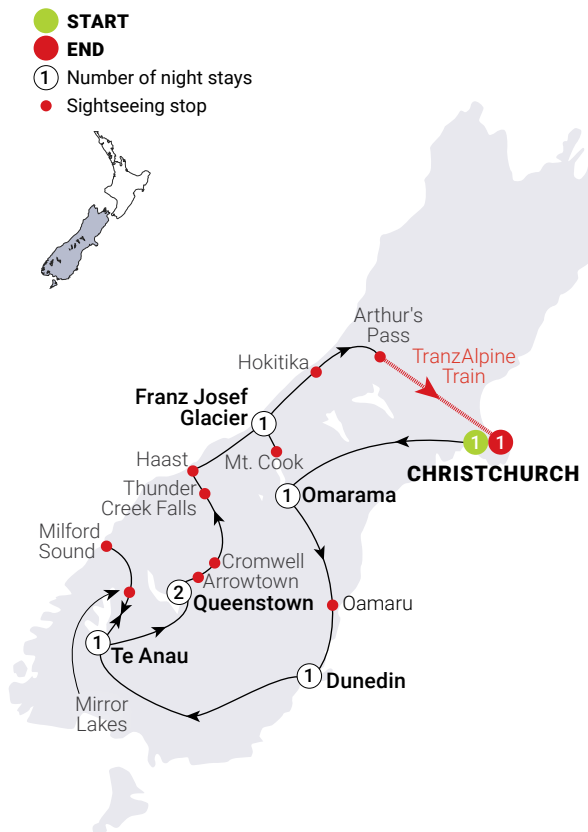 START
END
1 Number of night stays
Sightseeing stop
Arthur's
Pass
TranzAlpine
Train
Hokitika
Franz Josef
Glacier
1
1
1
CHRISTCHURCH
Mt. Cook
Haast
1
Omarama
Thunder
Creek Falls
Milford
Sound
Cromwell
Arrowtown
2
Queenstown
Oamaru
1
Te Anau
1
Dunedin
Mirror
Lakes